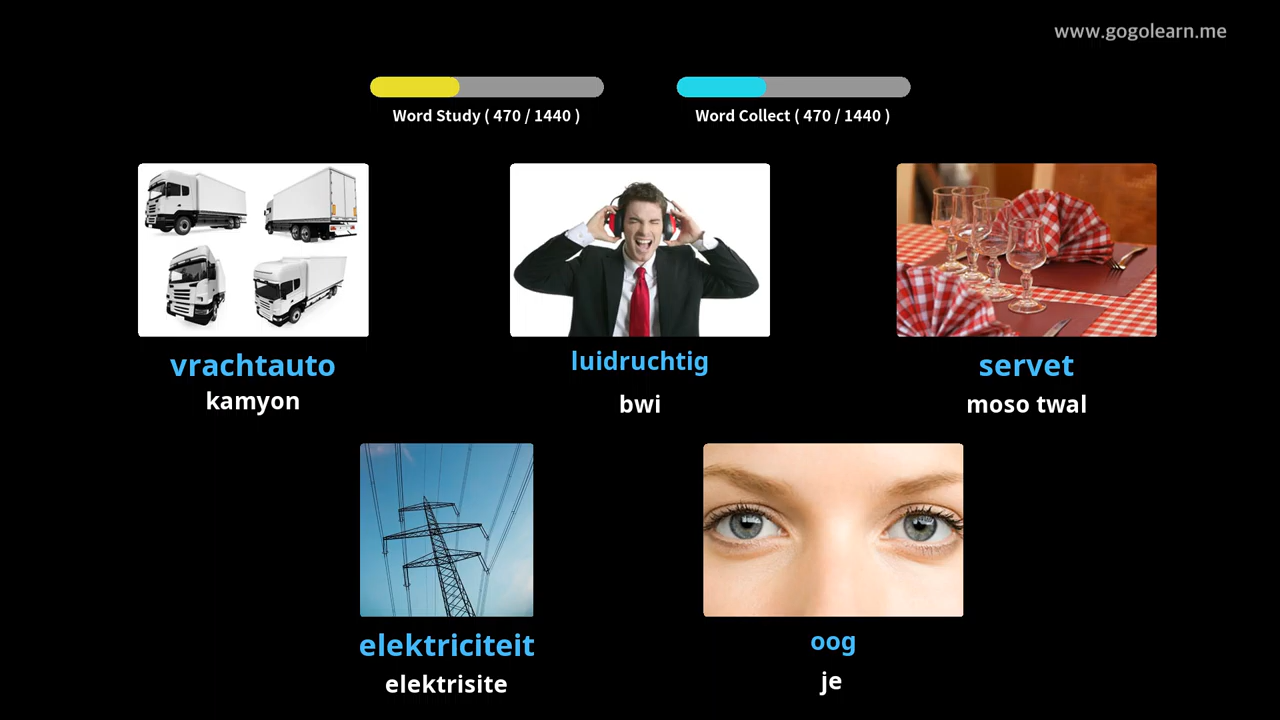 www.gogolearn.me
Word Study ( 470 / 1440 )
Word Collect ( 470 / 1440 )
vrachtauto
kamyon
luidruchtig
bwi
servet
moso twal
elektriciteit
elektrisite
oog
je